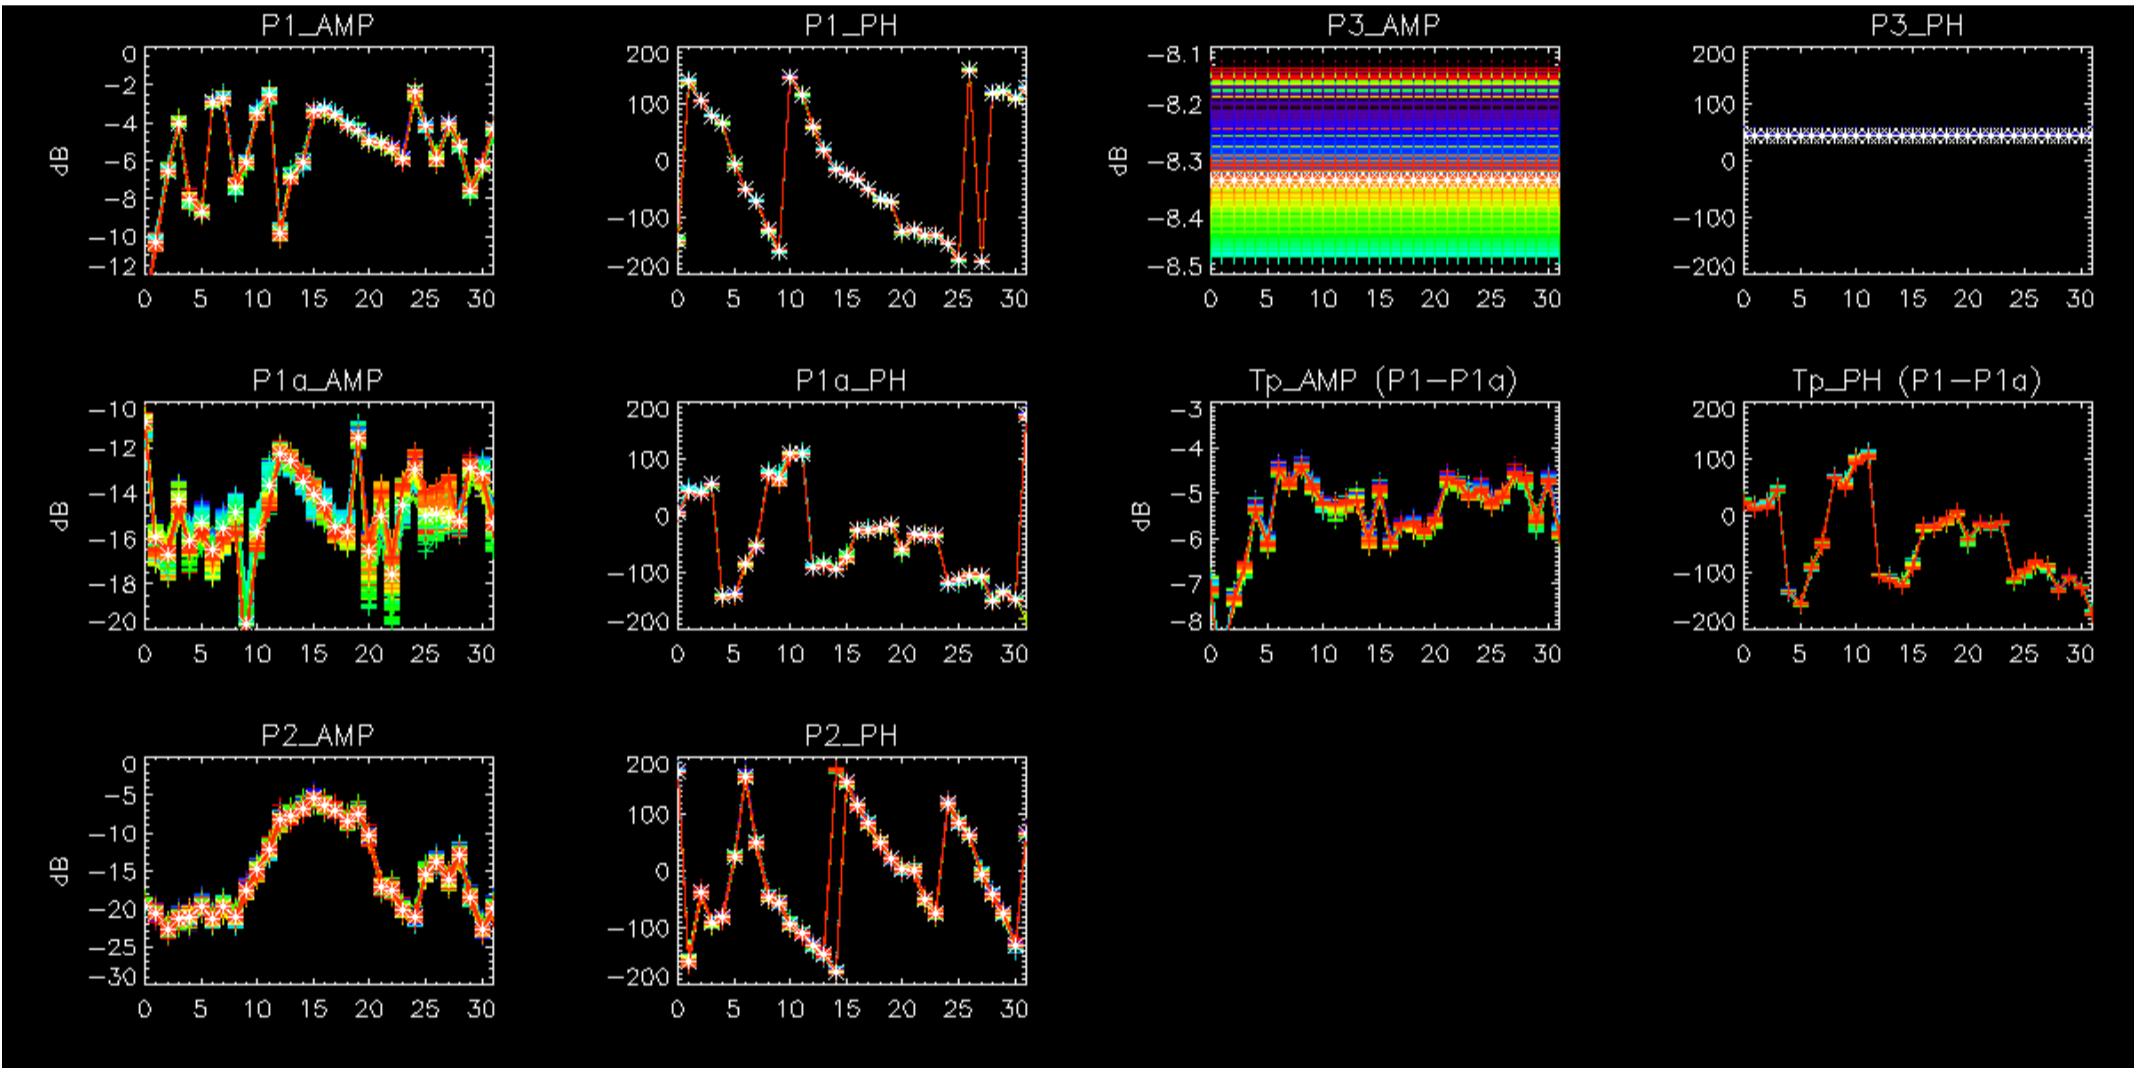 P1_AMP P1_PH P3_AMP P3_PH
0 200 -8.1 200
-2 100 -8.2 100
-4 0 -8.3 0
-6 -100 -8.4 -100
-8 -200 -8.5 -200
-10
-12
dB dB
0 5 10 15 20 25 30 0 5 10 15 20 25 30 0 5 10 15 20 25 30 0 5 10 15 20 25 30
P1a_AMP P1a_PH Tp_AMP (P1-P1a) Tp_PH (P1-P1a)
-10 200 -3 200
-12 100 -4 100
-14 0 -5 0
-16 -100 -6 -100
-18 -200 -7 -200
-20 -8
dB dB
0 5 10 15 20 25 30 0 5 10 15 20 25 30 0 5 10 15 20 25 30 0 5 10 15 20 25 30
P2_AMP P2_PH
0 200
-5 100
-10 0
-15 -100
-20 -200
-25
-30
dB
0 5 10 15 20 25 30 0 5 10 15 20 25 30